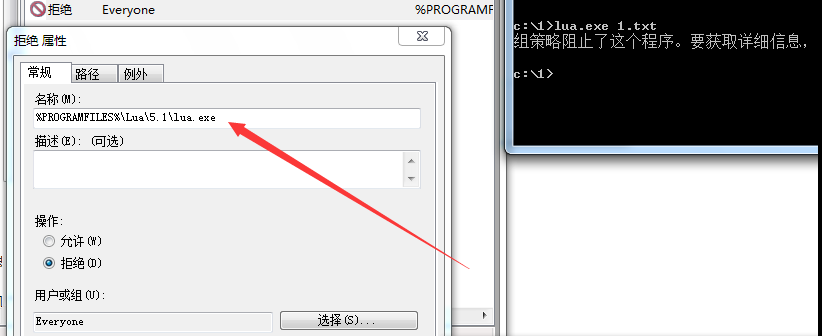 拒绝 Everyone %PROGRAMF
拒绝 属性
常规 路径 例外
名称(M):
%PROGRAMFILES%\Lua\5.1\lua.exe
描述(E): (可选)
操作:
允许(W)
拒绝(D)
用户或组(U):
Everyone 选择(S)...
c:\1>lua.exe 1.txt
组策略阻止了这个程序。要获取详细信息，
c:\1>